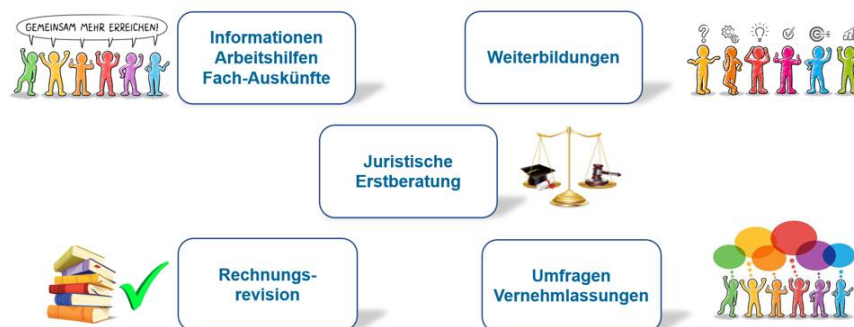 GEMEINSAM MEHR ERREICHEN!
Informationen
Arbeitshilfen
Fach-Auskünfte
Weiterbildungen
Juristische
Erstberatung
Rechnungs-
revision
Umfragen
Vernehmlassungen